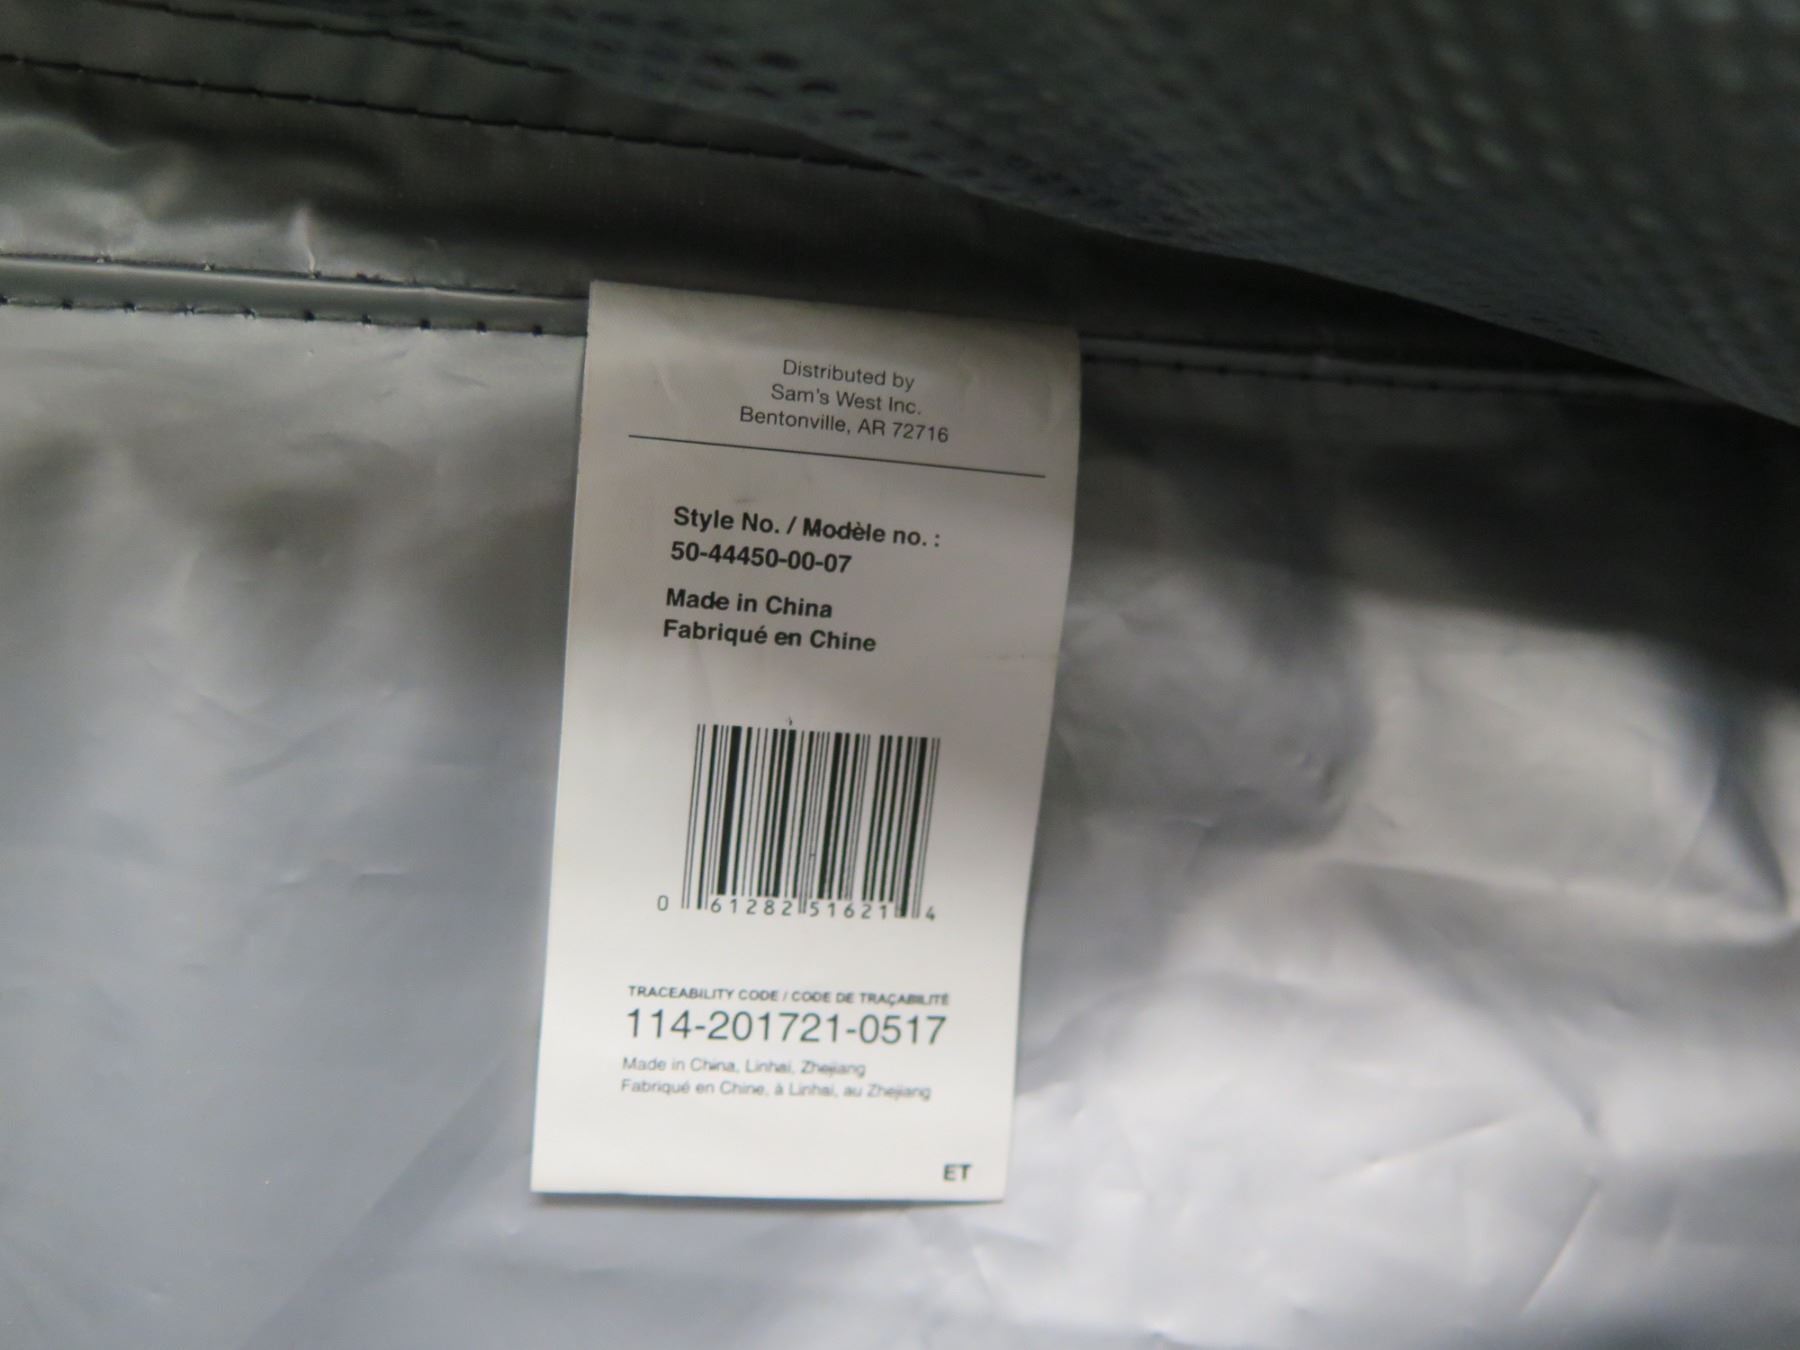 Distributed by
Sam's West Inc.
Bentonville, AR 72716
Style No. / Modèle no. :
50-44450-00-07
Made in China
Fabriqué en Chine
0 61282 51621 4
TRACEABILITY CODE / CODE DE TRAÇABILITÉ
114-201721-0517
Made in China, Linhai, Zhejiang
Fabriqué en Chine, à Linhai, au Zhejiang
ET